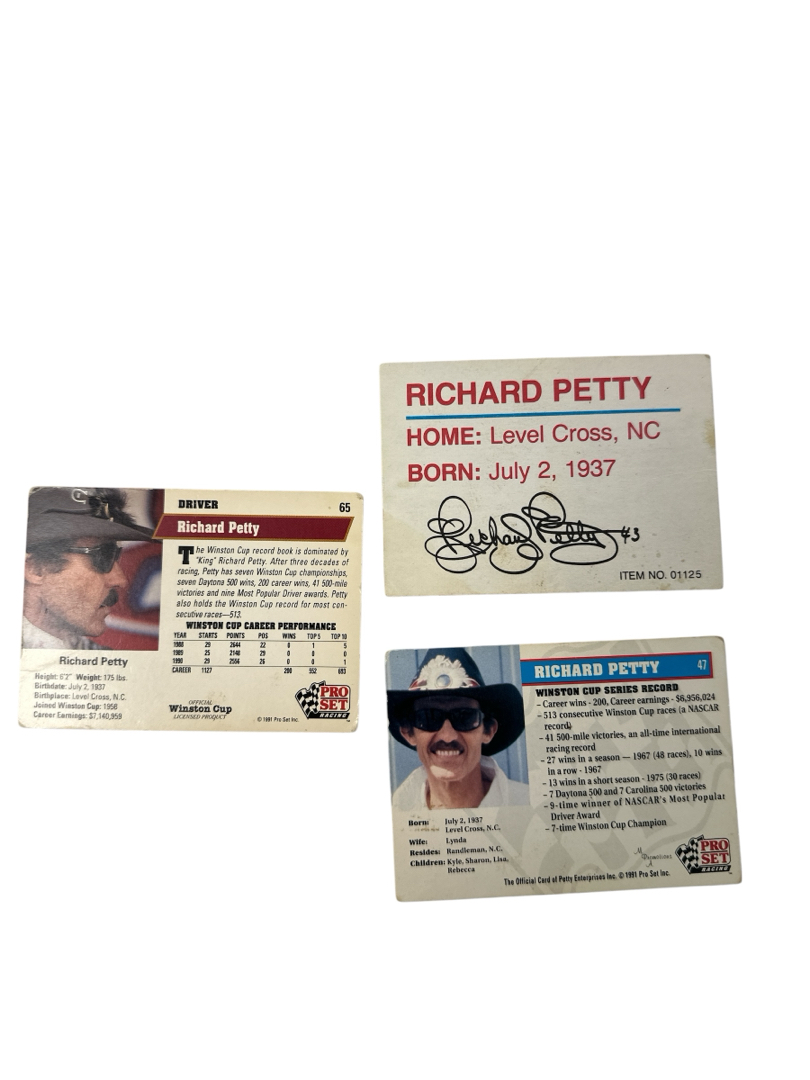 DRIVER
65
Richard Petty
The Winston Cup record book is dominated by
"King" Richard Petty. After three decades of
racing, Petty has seven Winston Cup championships,
seven Daytona 500 wins, 200 career wins, 41 500-mile
victories and nine Most Popular Driver awards. Petty
also holds the Winston Cup record for most con-
secutive races—513.
WINSTON CUP CAREER PERFORMANCE
YEAR STARTS POINTS POS WINS TOP 5 TOP 10
1988 29 2644 22 0 1 5
1989 25 2148 29 0 0 0
1990 29 2556 26 0 0 1
CAREER 1127 200 552 693
Richard Petty
Height: 6'2" Weight: 175 lbs.
Birthdate: July 2, 1937
Birthplace: Level Cross, N.C.
Joined Winston Cup: 1958
Career Earnings: $7,140,959
OFFICIAL
Winston Cup
LICENSED PRODUCT
© 1991 Pro Set Inc.
PRO
SET
RACING
RICHARD PETTY
HOME: Level Cross, NC
BORN: July 2, 1937
Richard Petty 43
ITEM NO. 01125
RICHARD PETTY 47
WINSTON CUP SERIES RECORD
– Career wins - 200, Career earnings - $6,956,024
– 513 consecutive Winston Cup races (a NASCAR
record)
– 41 500-mile victories, an all-time international
racing record
– 27 wins in a season — 1967 (48 races), 10 wins
in a row - 1967
– 13 wins in a short season - 1975 (30 races)
– 7 Daytona 500 and 7 Carolina 500 victories
– 9-time winner of NASCAR's Most Popular
Driver Award
– 7-time Winston Cup Champion
Born: July 2, 1937
Level Cross, N.C.
Wife: Lynda
Resides: Randleman, N.C.
Children: Kyle, Sharon, Lisa,
Rebecca
PRO
SET
RACING
The Official Card of Petty Enterprises Inc. © 1991 Pro Set Inc.